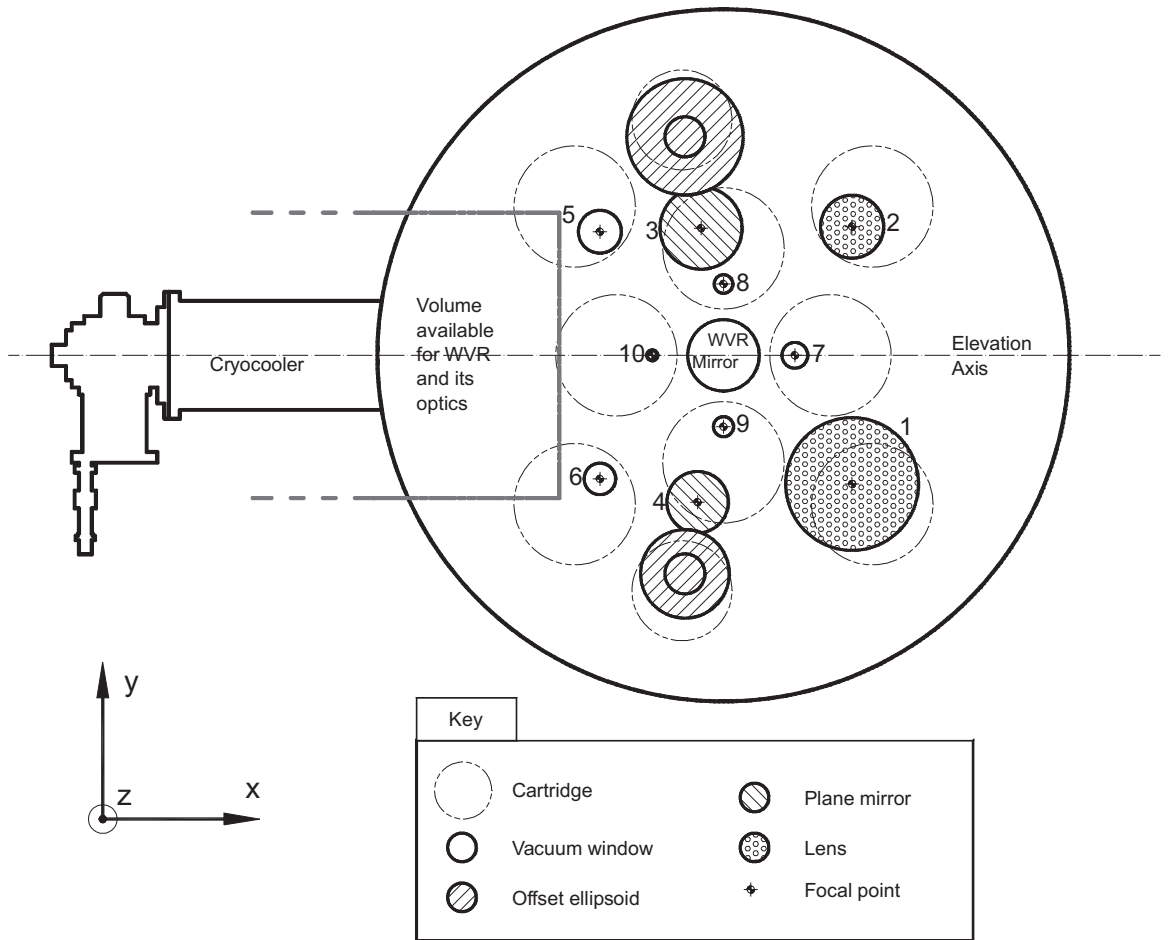 5
3
2
8
Volume
available
for WVR
and its
optics
Cryocooler
10
WVR
Mirror
7
Elevation
Axis
1
9
6
4
y
x
z
Key
Cartridge
Vacuum window
Offset ellipsoid
Plane mirror
Lens
Focal point